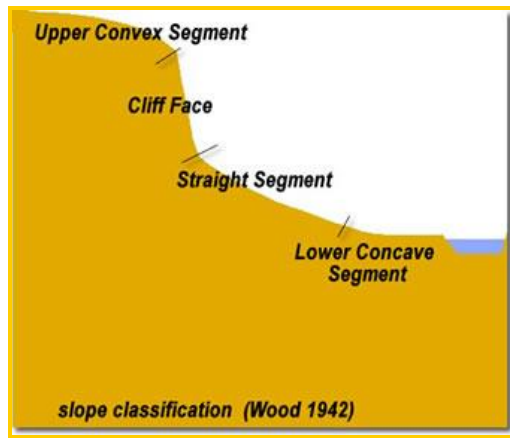 Upper Convex Segment
Cliff Face
Straight Segment
Lower Concave
Segment
slope classification (Wood 1942)